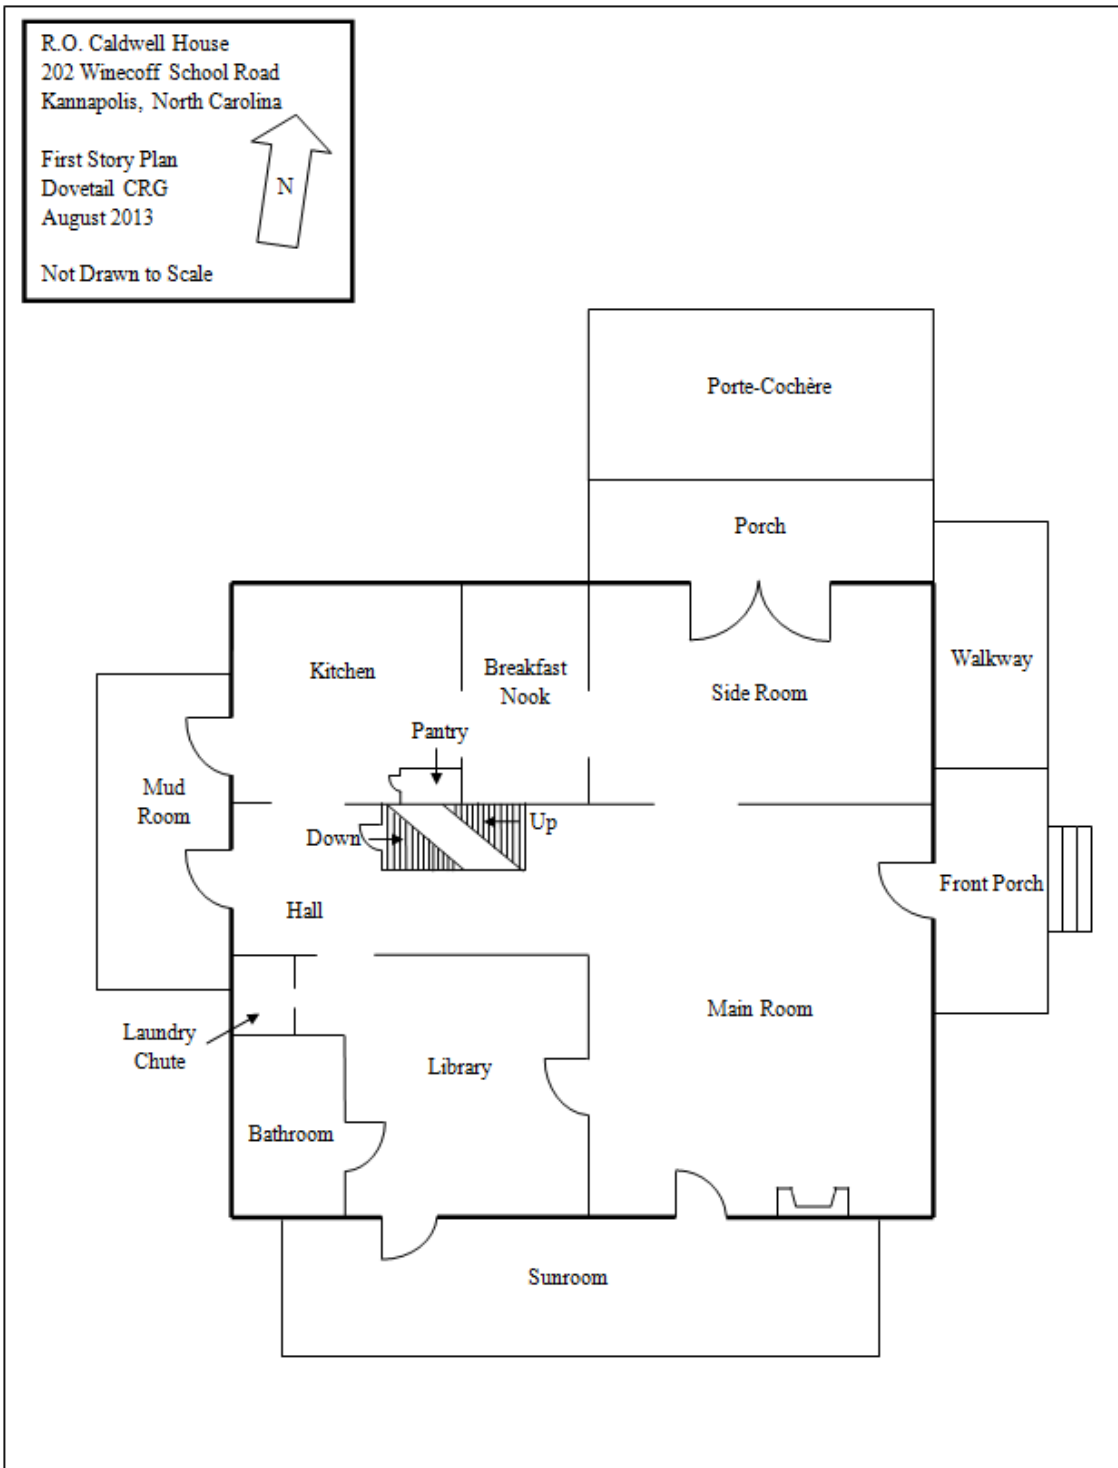 R.O. Caldwell House
202 Winecoff School Road
Kannapolis, North Carolina
First Story Plan
Dovetail CRG
August 2013
N
Not Drawn to Scale
Porte-Cochère
Porch
Kitchen
Breakfast
Nook
Side Room
Walkway
Pantry
Mud
Room
Down
Up
Hall
Front Porch
Main Room
Laundry
Chute
Library
Bathroom
Sunroom